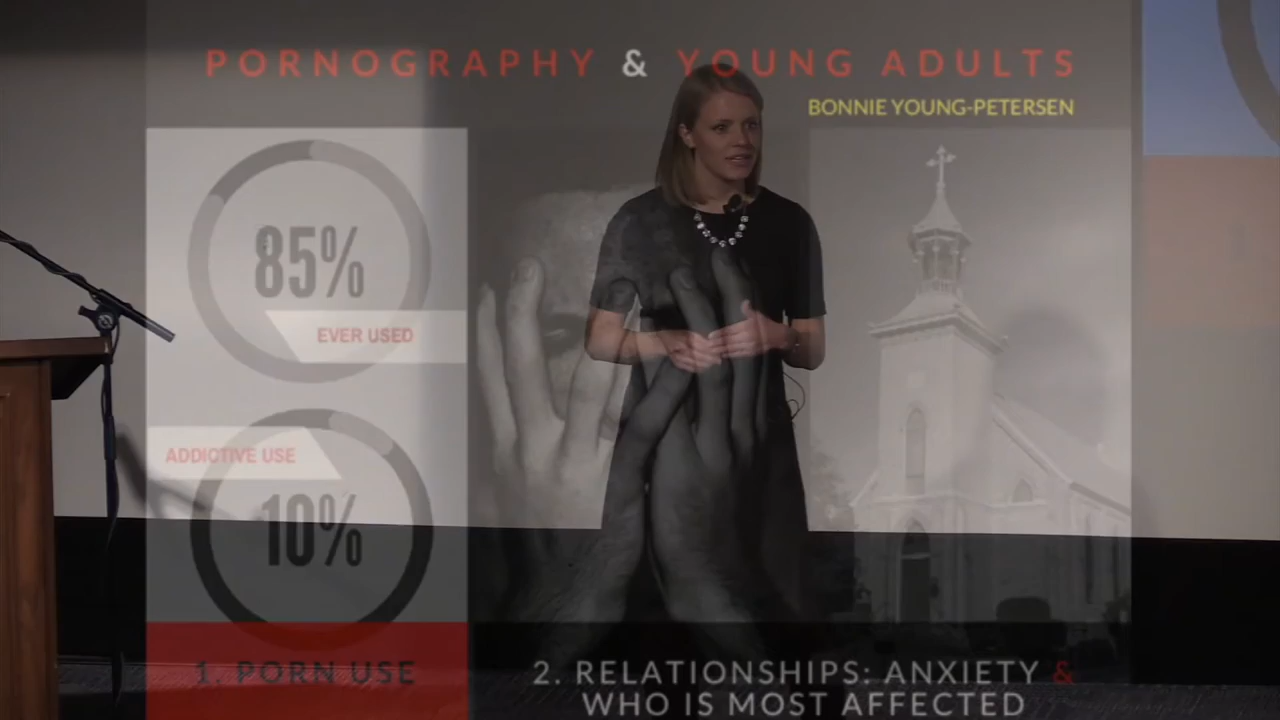 PORNOGRAPHY & YOUNG ADULTS
BONNIE YOUNG-PETERSEN
85%
EVER USED
ADDICTIVE USE
10%
1. PORN USE
2. RELATIONSHIPS: ANXIETY &
WHO IS MOST AFFECTED